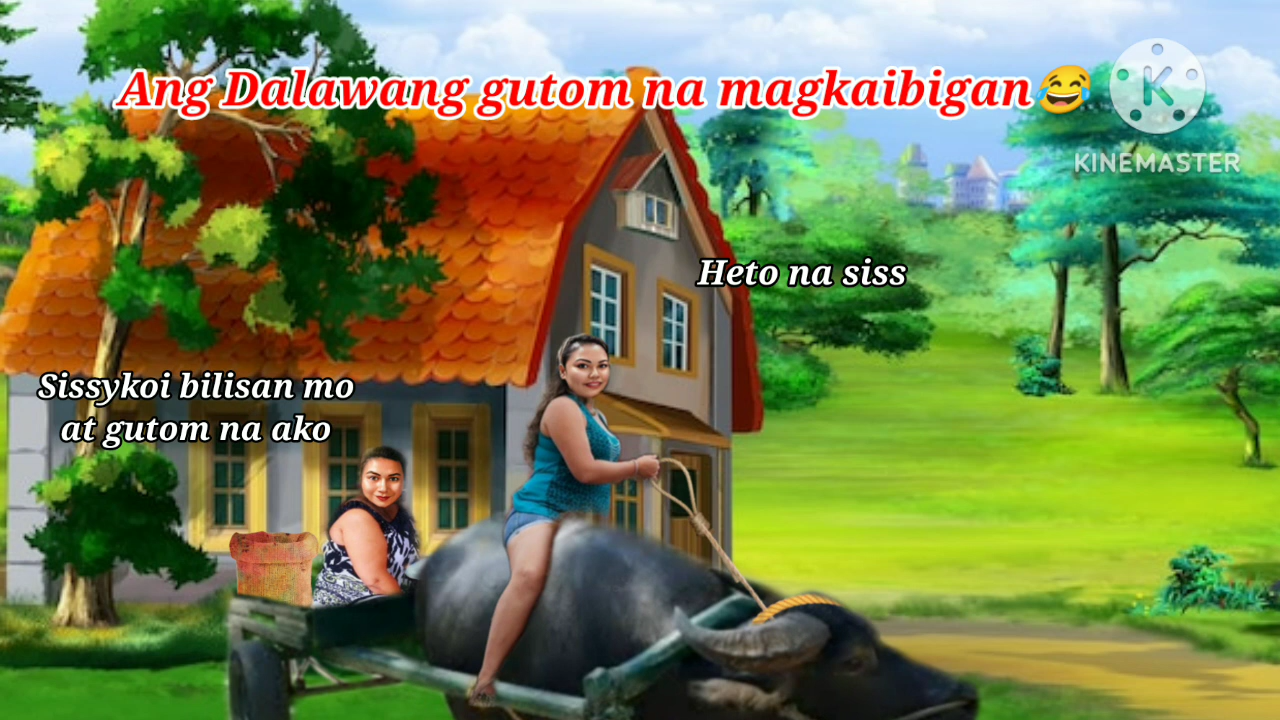 Ang Dalawang gutom na magkaibigan😂
KINEMASTER
Heto na siss
Sissykoi bilisan mo
at gutom na ako